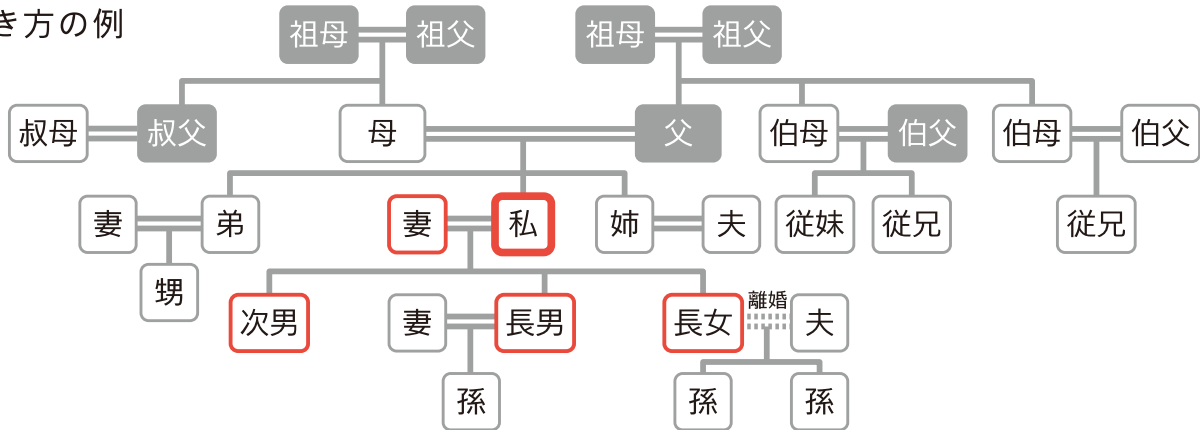 き方の例
祖母 祖父 祖母 祖父
叔母 叔父 母 父 伯母 伯父 伯母 伯父
妻 弟 妻 私 姉 夫 従妹 従兄 従兄
甥
離婚
次男 妻 長男 長女 夫
孫 孫 孫